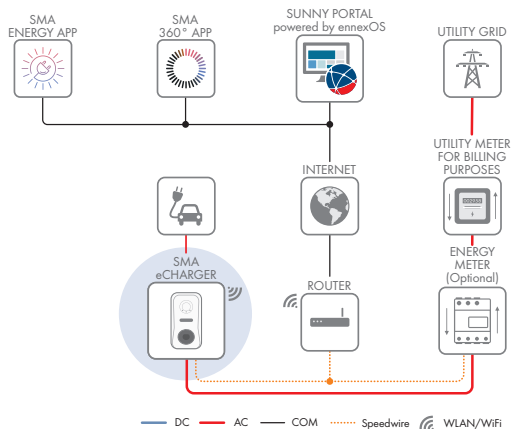 SMA
ENERGY APP
SMA
360° APP
SUNNY PORTAL
powered by ennexOS
UTILITY GRID
UTILITY METER
FOR BILLING
PURPOSES
INTERNET
SMA
eCHARGER
ROUTER
ENERGY
METER
(Optional)
DC
AC
COM
Speedwire
WLAN/WiFi